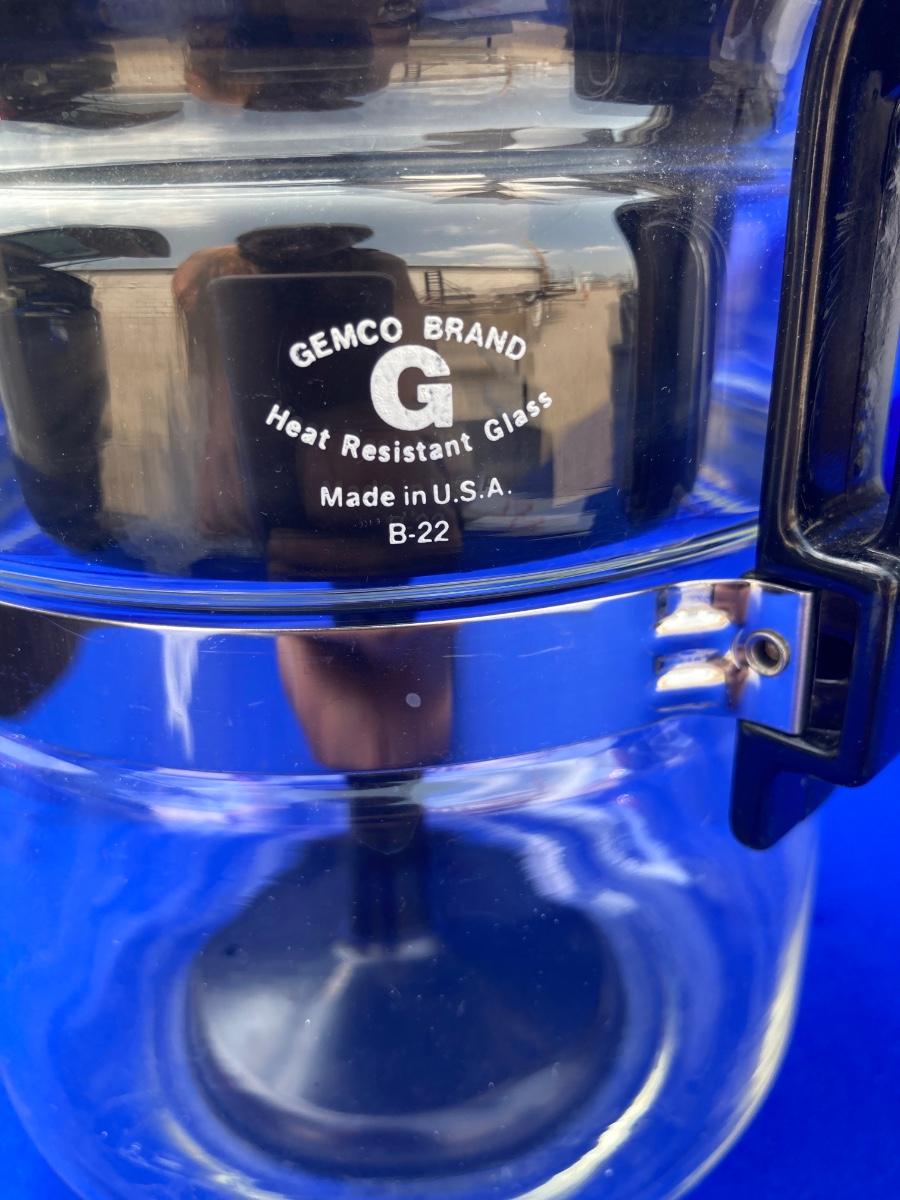 GEMCO BRAND
G
Heat Resistant Glass
Made in U.S.A.
B-22